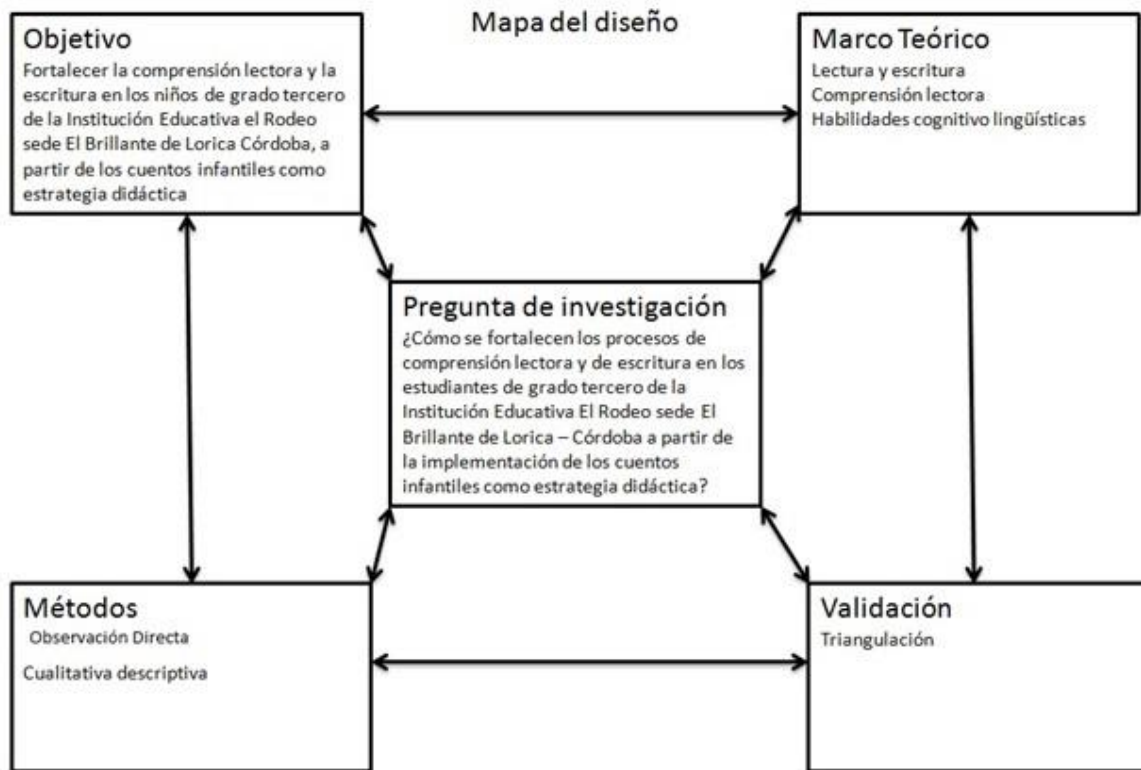 Mapa del diseño
Objetivo
Fortalecer la comprensión lectora y la
escritura en los niños de grado tercero
de la Institución Educativa el Rodeo
sede El Brillante de Lorica Córdoba, a
partir de los cuentos infantiles como
estrategia didáctica
Marco Teórico
Lectura y escritura
Comprensión lectora
Habilidades cognitivo lingüísticas
Pregunta de investigación
¿Cómo se fortalecen los procesos de
comprensión lectora y de escritura en los
estudiantes de grado tercero de la
Institución Educativa El Rodeo sede El
Brillante de Lorica – Córdoba a partir de
la implementación de los cuentos
infantiles como estrategia didáctica?
Métodos
Observación Directa
Cualitativa descriptiva
Validación
Triangulación